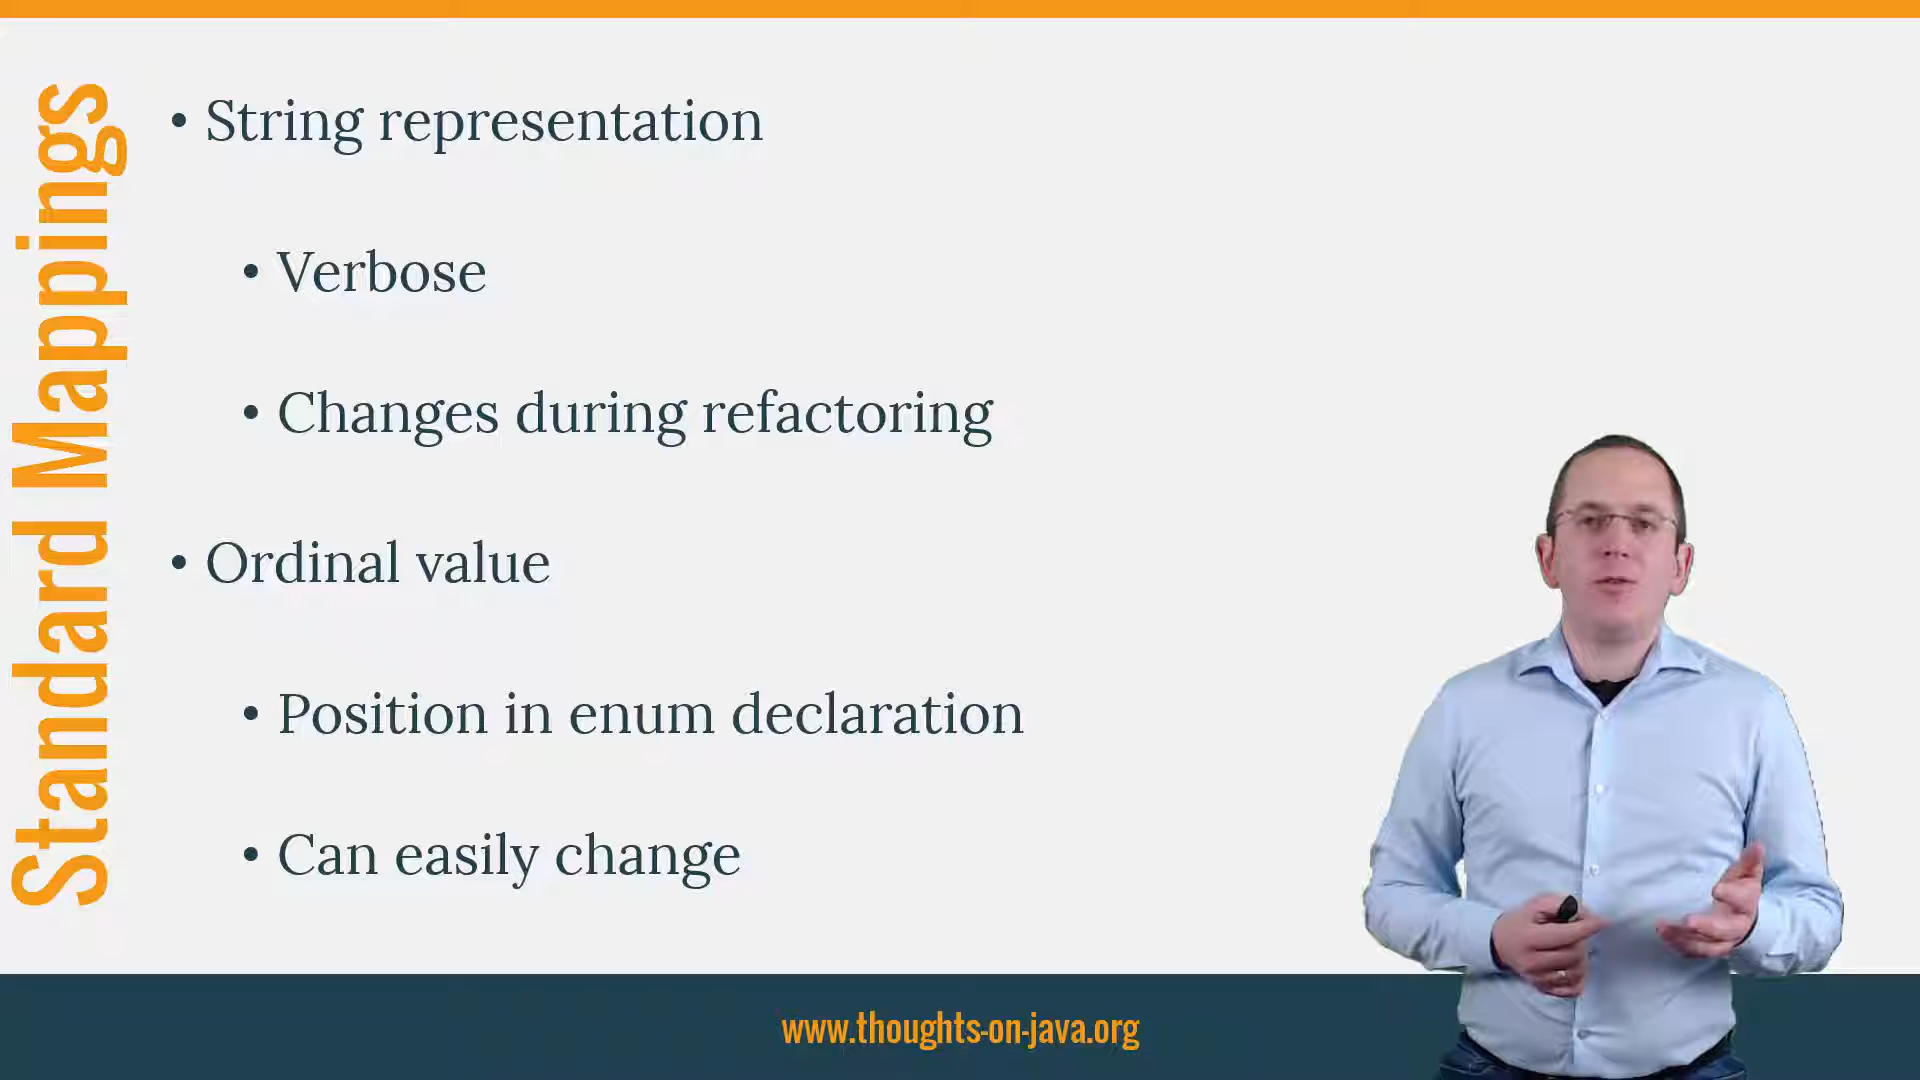 Standard Mappings
• String representation
• Verbose
• Changes during refactoring
• Ordinal value
• Position in enum declaration
• Can easily change
www.thoughts-on-java.org